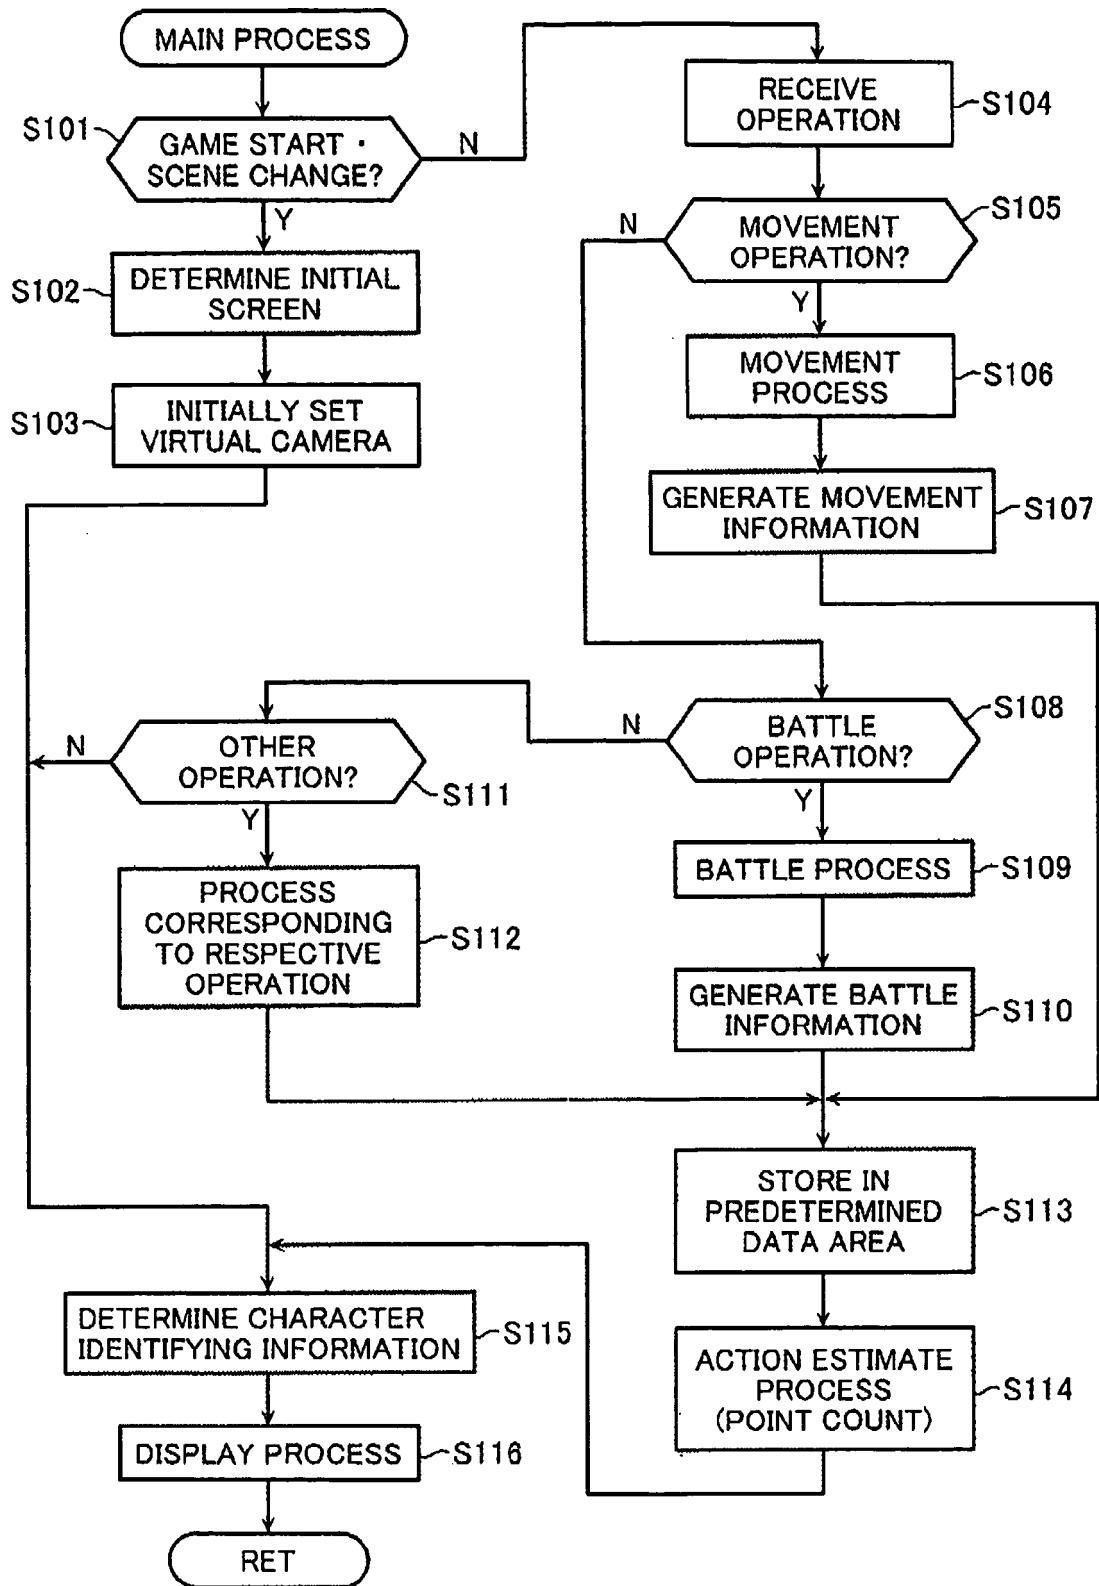 MAIN PROCESS
S101
GAME START ·
SCENE CHANGE?
N
Y
S102
DETERMINE INITIAL
SCREEN
S103
INITIALLY SET
VIRTUAL CAMERA
RECEIVE
OPERATION
S104
MOVEMENT
OPERATION?
S105
N
Y
MOVEMENT
PROCESS
S106
GENERATE MOVEMENT
INFORMATION
S107
BATTLE
OPERATION?
S108
N
Y
BATTLE PROCESS
S109
GENERATE BATTLE
INFORMATION
S110
OTHER
OPERATION?
S111
N
Y
PROCESS
CORRESPONDING
TO RESPECTIVE
OPERATION
S112
STORE IN
PREDETERMINED
DATA AREA
S113
ACTION ESTIMATE
PROCESS
(POINT COUNT)
S114
DETERMINE CHARACTER
IDENTIFYING INFORMATION
S115
DISPLAY PROCESS
S116
RET